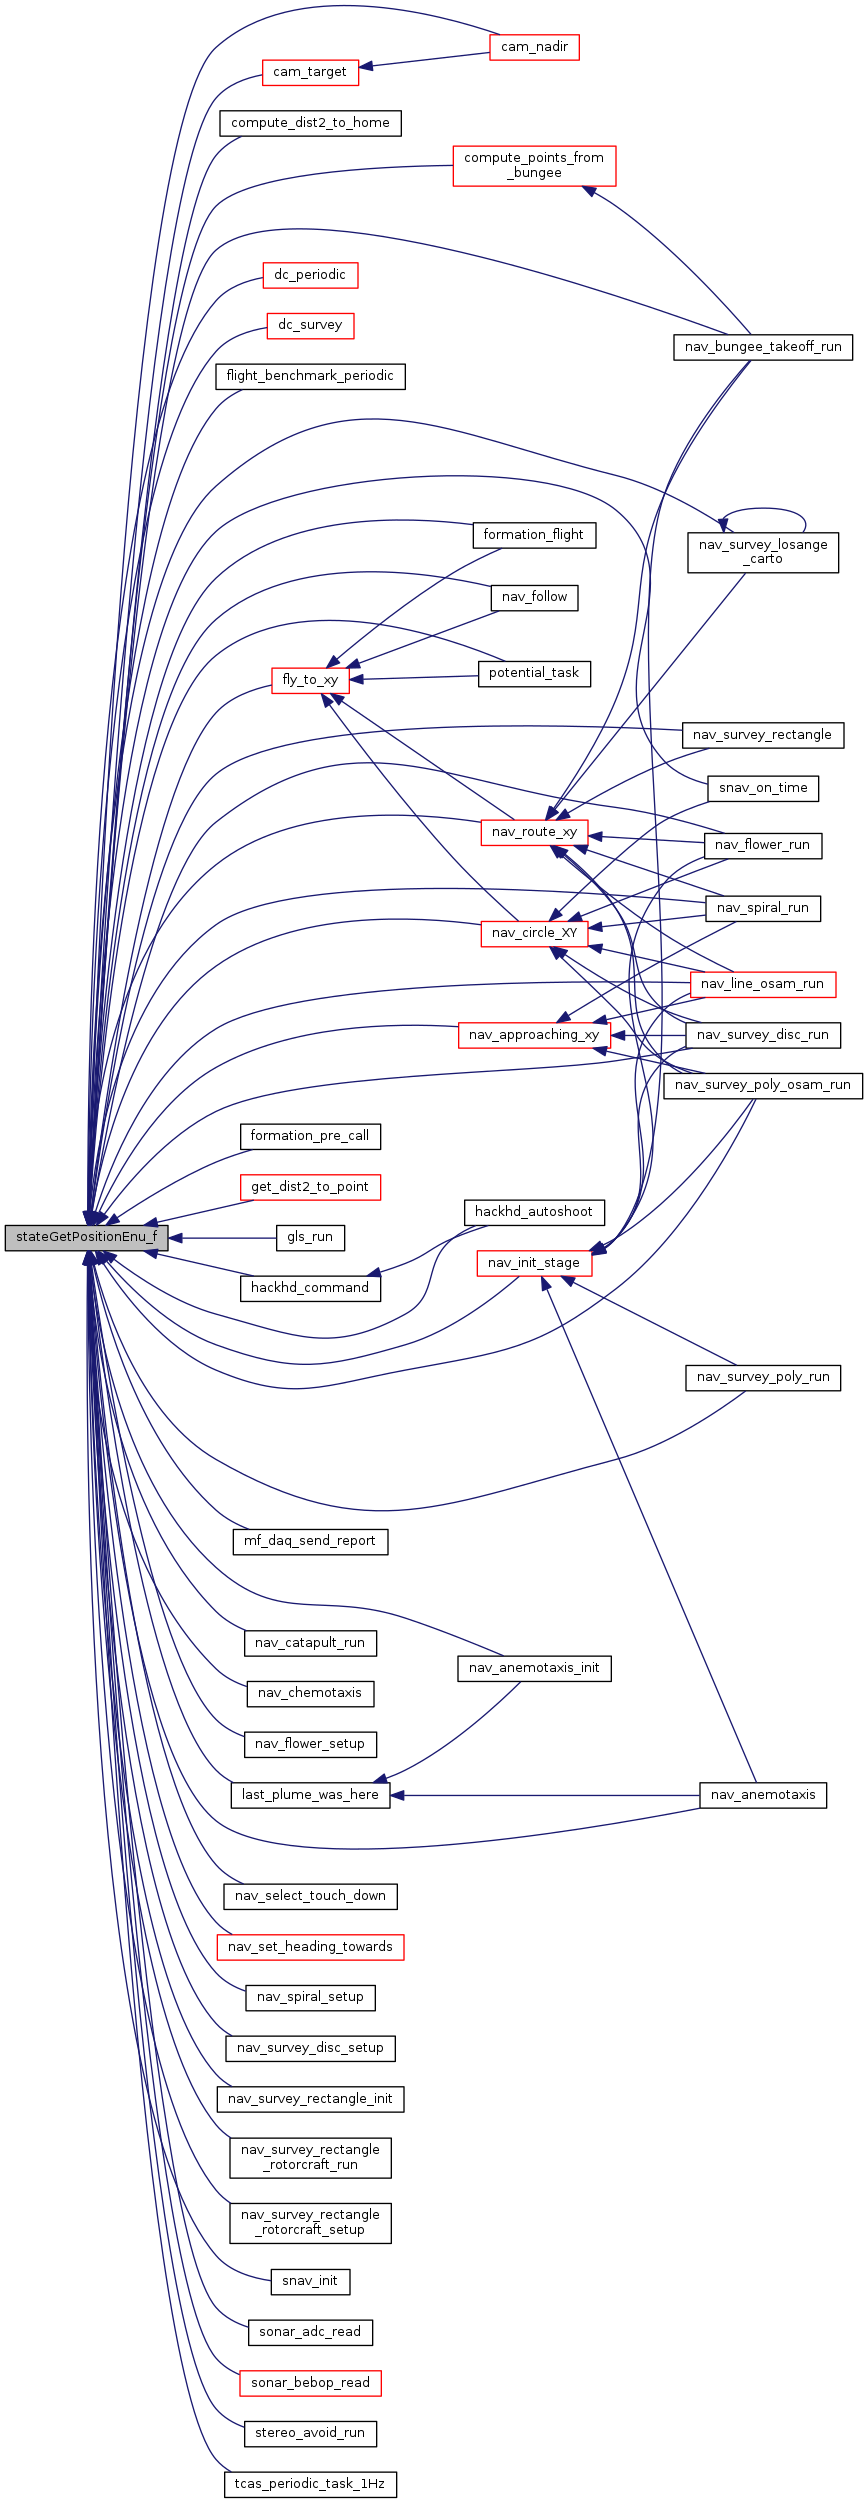 cam_nadir
cam_target
compute_dist2_to_home
compute_points_from
_bungee
dc_periodic
dc_survey
nav_bungee_takeoff_run
flight_benchmark_periodic
formation_flight
nav_survey_losange
_carto
nav_follow
fly_to_xy
potential_task
nav_survey_rectangle
snav_on_time
nav_route_xy
nav_flower_run
nav_spiral_run
nav_circle_XY
nav_line_osam_run
nav_approaching_xy
nav_survey_disc_run
nav_survey_poly_osam_run
formation_pre_call
get_dist2_to_point
hackhd_autoshoot
stateGetPositionEnu_f
gls_run
nav_init_stage
hackhd_command
nav_survey_poly_run
mf_daq_send_report
nav_catapult_run
nav_anemotaxis_init
nav_chemotaxis
nav_flower_setup
last_plume_was_here
nav_anemotaxis
nav_select_touch_down
nav_set_heading_towards
nav_spiral_setup
nav_survey_disc_setup
nav_survey_rectangle_init
nav_survey_rectangle
_rotorcraft_run
nav_survey_rectangle
_rotorcraft_setup
snav_init
sonar_adc_read
sonar_bebop_read
stereo_avoid_run
tcas_periodic_task_1Hz